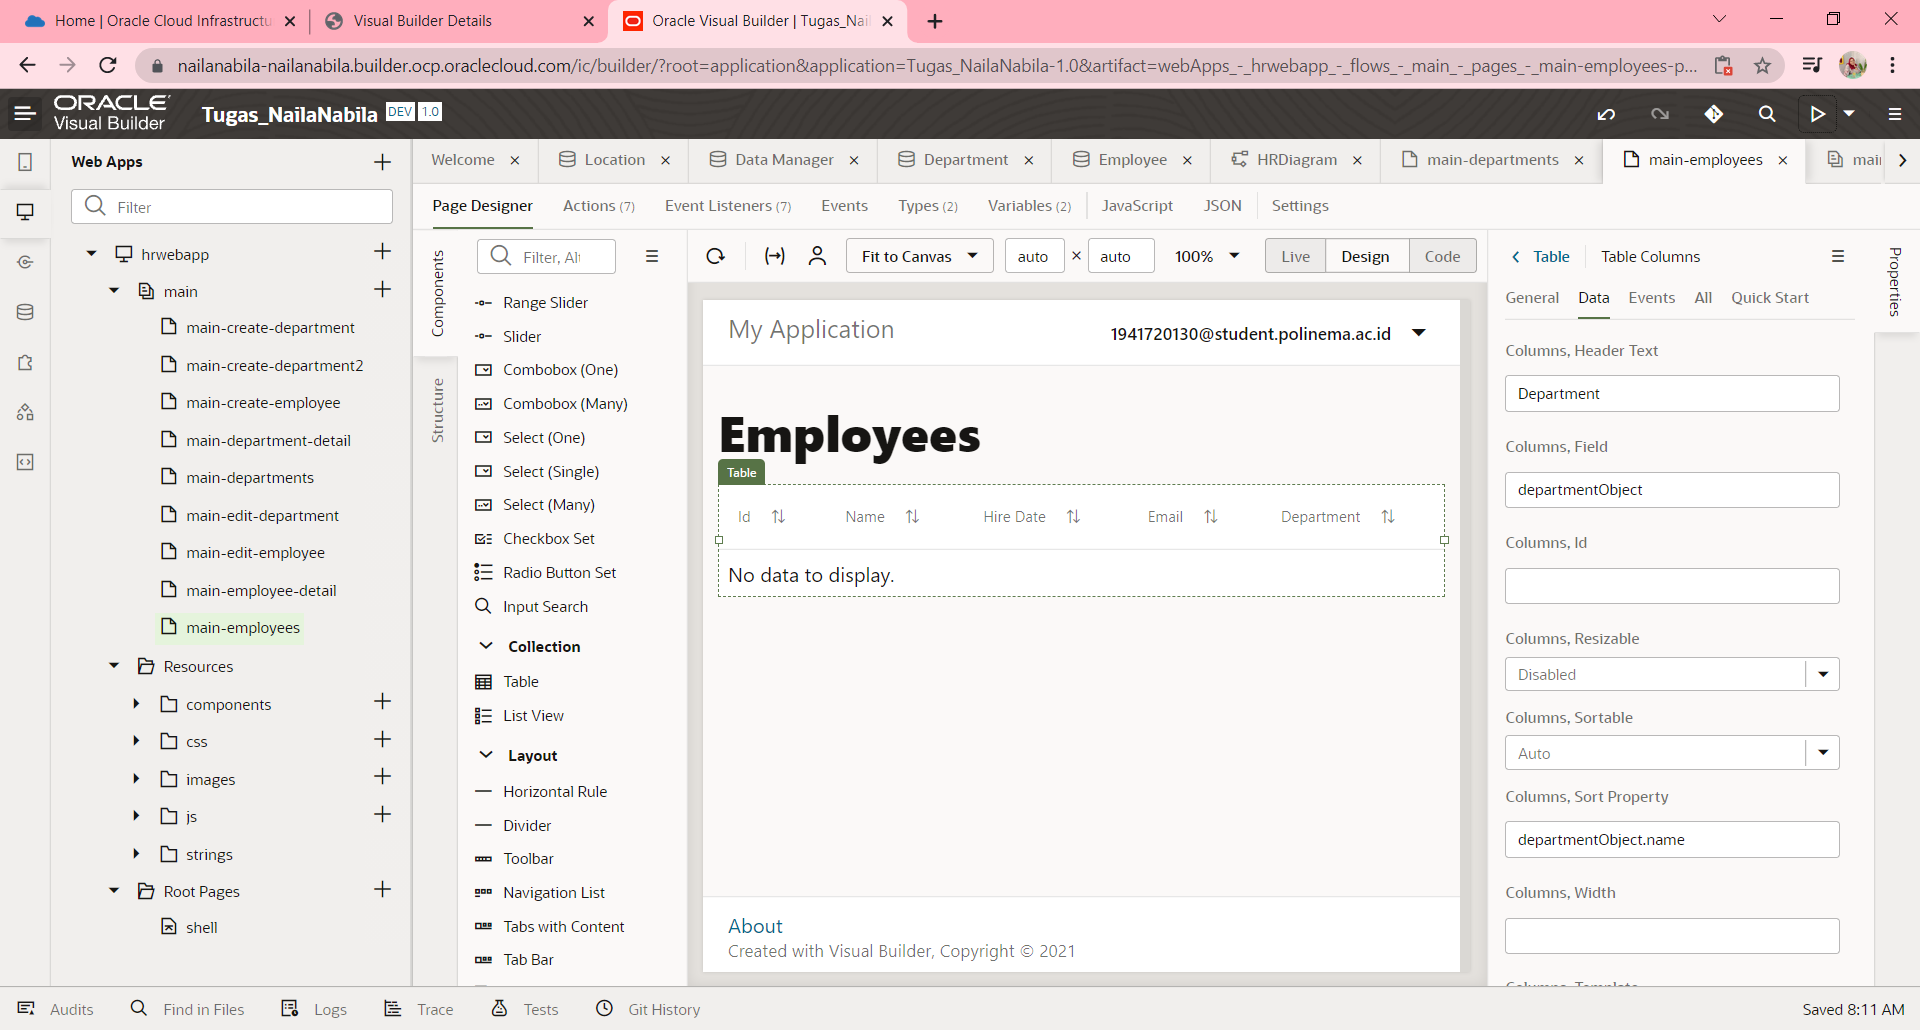 Home | Oracle Cloud Infrastructu
Visual Builder Details
Oracle Visual Builder | Tugas_Nail
nailanabila-nailanabila.builder.ocp.oraclecloud.com/ic/builder/?root=application&application=Tugas_NailaNabila-1.0&artifact=webApps_-_hrwebapp_-_flows_-_main_-_pages_-_main-employees-p...
ORACLE
Visual Builder
Tugas_NailaNabila DEV 1.0
Web Apps
Filter
hrwebapp
main
main-create-department
main-create-department2
main-create-employee
main-department-detail
main-departments
main-edit-department
main-edit-employee
main-employee-detail
main-employees
Resources
components
css
images
js
strings
Root Pages
shell
Welcome
Location
Data Manager
Department
Employee
HRDiagram
main-departments
main-employees
mai
Page Designer
Actions (7)
Event Listeners (7)
Events
Types (2)
Variables (2)
JavaScript
JSON
Settings
Components
Structure
Filter, Al
Range Slider
Slider
Combobox (One)
Combobox (Many)
Select (One)
Select (Single)
Select (Many)
Checkbox Set
Radio Button Set
Input Search
Collection
Table
List View
Layout
Horizontal Rule
Divider
Toolbar
Navigation List
Tabs with Content
Tab Bar
Fit to Canvas
auto × auto
100%
Live Design Code
My Application
1941720130@student.polinema.ac.id
Employees
Table
Id Name Hire Date Email Department
No data to display.
About
Created with Visual Builder, Copyright © 2021
Table
Table Columns
General Data Events All Quick Start
Columns, Header Text
Department
Columns, Field
departmentObject
Columns, Id
Columns, Resizable
Disabled
Columns, Sortable
Auto
Columns, Sort Property
departmentObject.name
Columns, Width
Columns, Template
Properties
Audits
Find in Files
Logs
Trace
Tests
Git History
Saved 8:11 AM